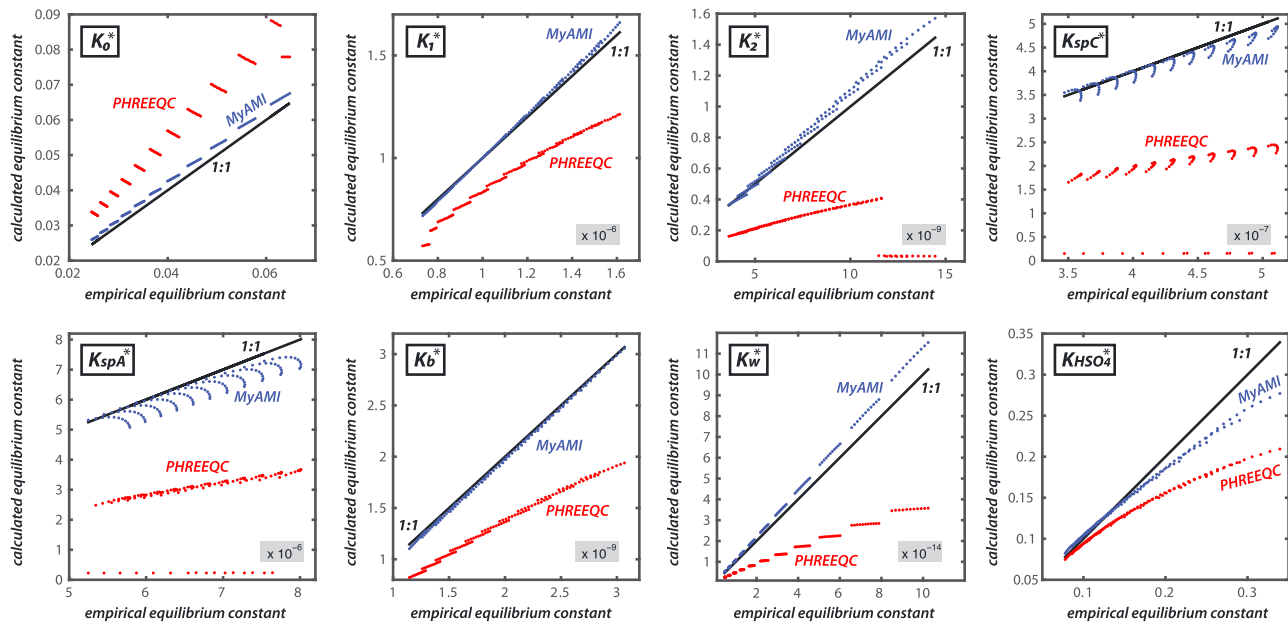 K0*
PHREEQC
MyAMI
1:1
0.09
0.08
0.07
0.06
0.05
0.04
0.03
0.02
0.02
0.04
0.06
calculated equilibrium constant
empirical equilibrium constant
K1*
MyAMI
1:1
PHREEQC
x 10⁻⁶
1.5
1.0
0.5
0.6
0.8
1
1.2
1.4
1.6
calculated equilibrium constant
empirical equilibrium constant
K2*
MyAMI
1:1
PHREEQC
x 10⁻⁹
1.6
1.4
1.2
1
0.8
0.6
0.4
0.2
0
5
10
15
calculated equilibrium constant
empirical equilibrium constant
KspC*
1:1
MyAMI
PHREEQC
x 10⁻⁷
5
4.5
4
3.5
3
2.5
2
1.5
1
0.5
0
3.5
4
4.5
5
calculated equilibrium constant
empirical equilibrium constant
KspA*
1:1
MyAMI
PHREEQC
x 10⁻⁶
8
7
6
5
4
3
2
1
0
5
6
7
8
calculated equilibrium constant
empirical equilibrium constant
Kb*
MyAMI
1:1
PHREEQC
x 10⁻⁹
3
2.5
2
1.5
1
1
1.5
2
2.5
3
calculated equilibrium constant
empirical equilibrium constant
Kw*
MyAMI
1:1
PHREEQC
x 10⁻¹⁴
11
10
9
8
7
6
5
4
3
2
1
0
2
4
6
8
10
calculated equilibrium constant
empirical equilibrium constant
KHSO4*
1:1
MyAMI
PHREEQC
0.35
0.30
0.25
0.20
0.15
0.10
0.05
0.1
0.2
0.3
calculated equilibrium constant
empirical equilibrium constant